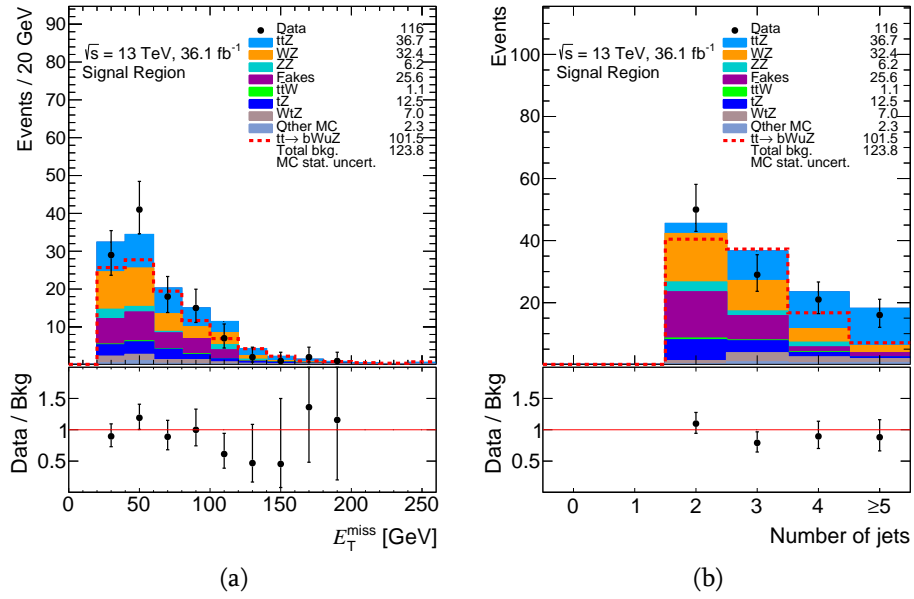 Events / 20 GeV
90
80
70
60
50
40
30
20
10
√s = 13 TeV, 36.1 fb⁻¹
Signal Region
Data 116
ttZ 36.7
WZ 32.4
ZZ 6.2
Fakes 25.6
ttW 1.1
tZ 12.5
WtZ 7.0
Other MC 2.3
tt→ bWuZ 101.5
Total bkg. 123.8
MC stat. uncert.
Data / Bkg
1.5
1
0.5
0 50 100 150 200 250
E_T^miss [GeV]
(a)
Events
100
80
60
40
20
√s = 13 TeV, 36.1 fb⁻¹
Signal Region
Data 116
ttZ 36.7
WZ 32.4
ZZ 6.2
Fakes 25.6
ttW 1.1
tZ 12.5
WtZ 7.0
Other MC 2.3
tt→ bWuZ 101.5
Total bkg. 123.8
MC stat. uncert.
Data / Bkg
1.5
1
0.5
0 1 2 3 4 ≥5
Number of jets
(b)